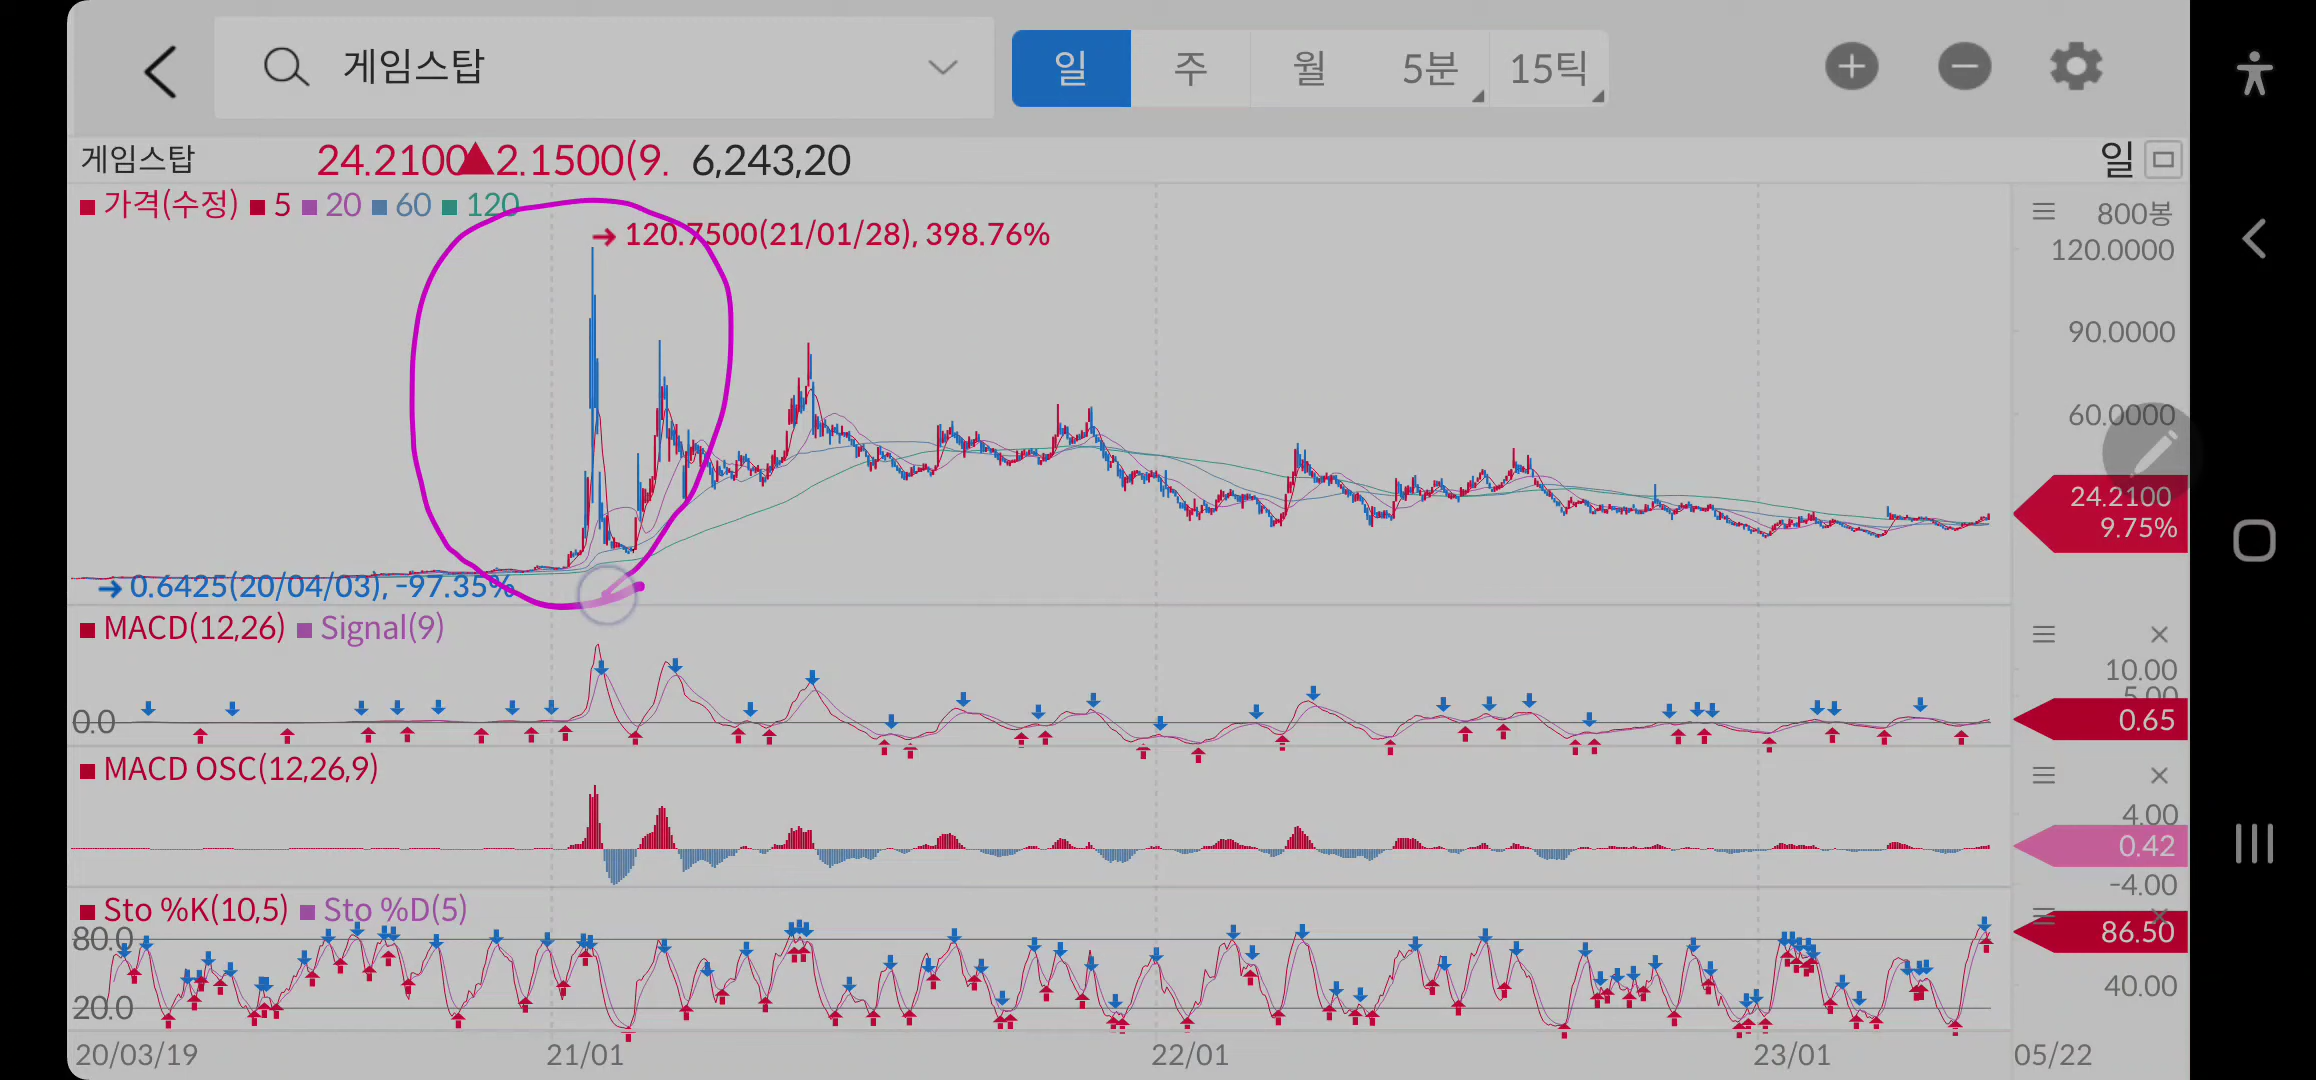 게임스탑
일 주 월 5분 15틱
게임스탑 24.2100▲2.1500(9. 6,243,20 일
가격(수정) 5 20 60 120
800봉
→ 120.7500(21/01/28), 398.76%
120.0000
90.0000
60.0000
24.2100
9.75%
→ 0.6425(20/04/03), -97.35%
MACD(12,26) Signal(9)
10.00
5.00
0.0
0.65
MACD OSC(12,26,9)
4.00
0.42
-4.00
Sto %K(10,5) Sto %D(5)
80.0
86.50
40.00
20.0
20/03/19 21/01 22/01 23/01 05/22